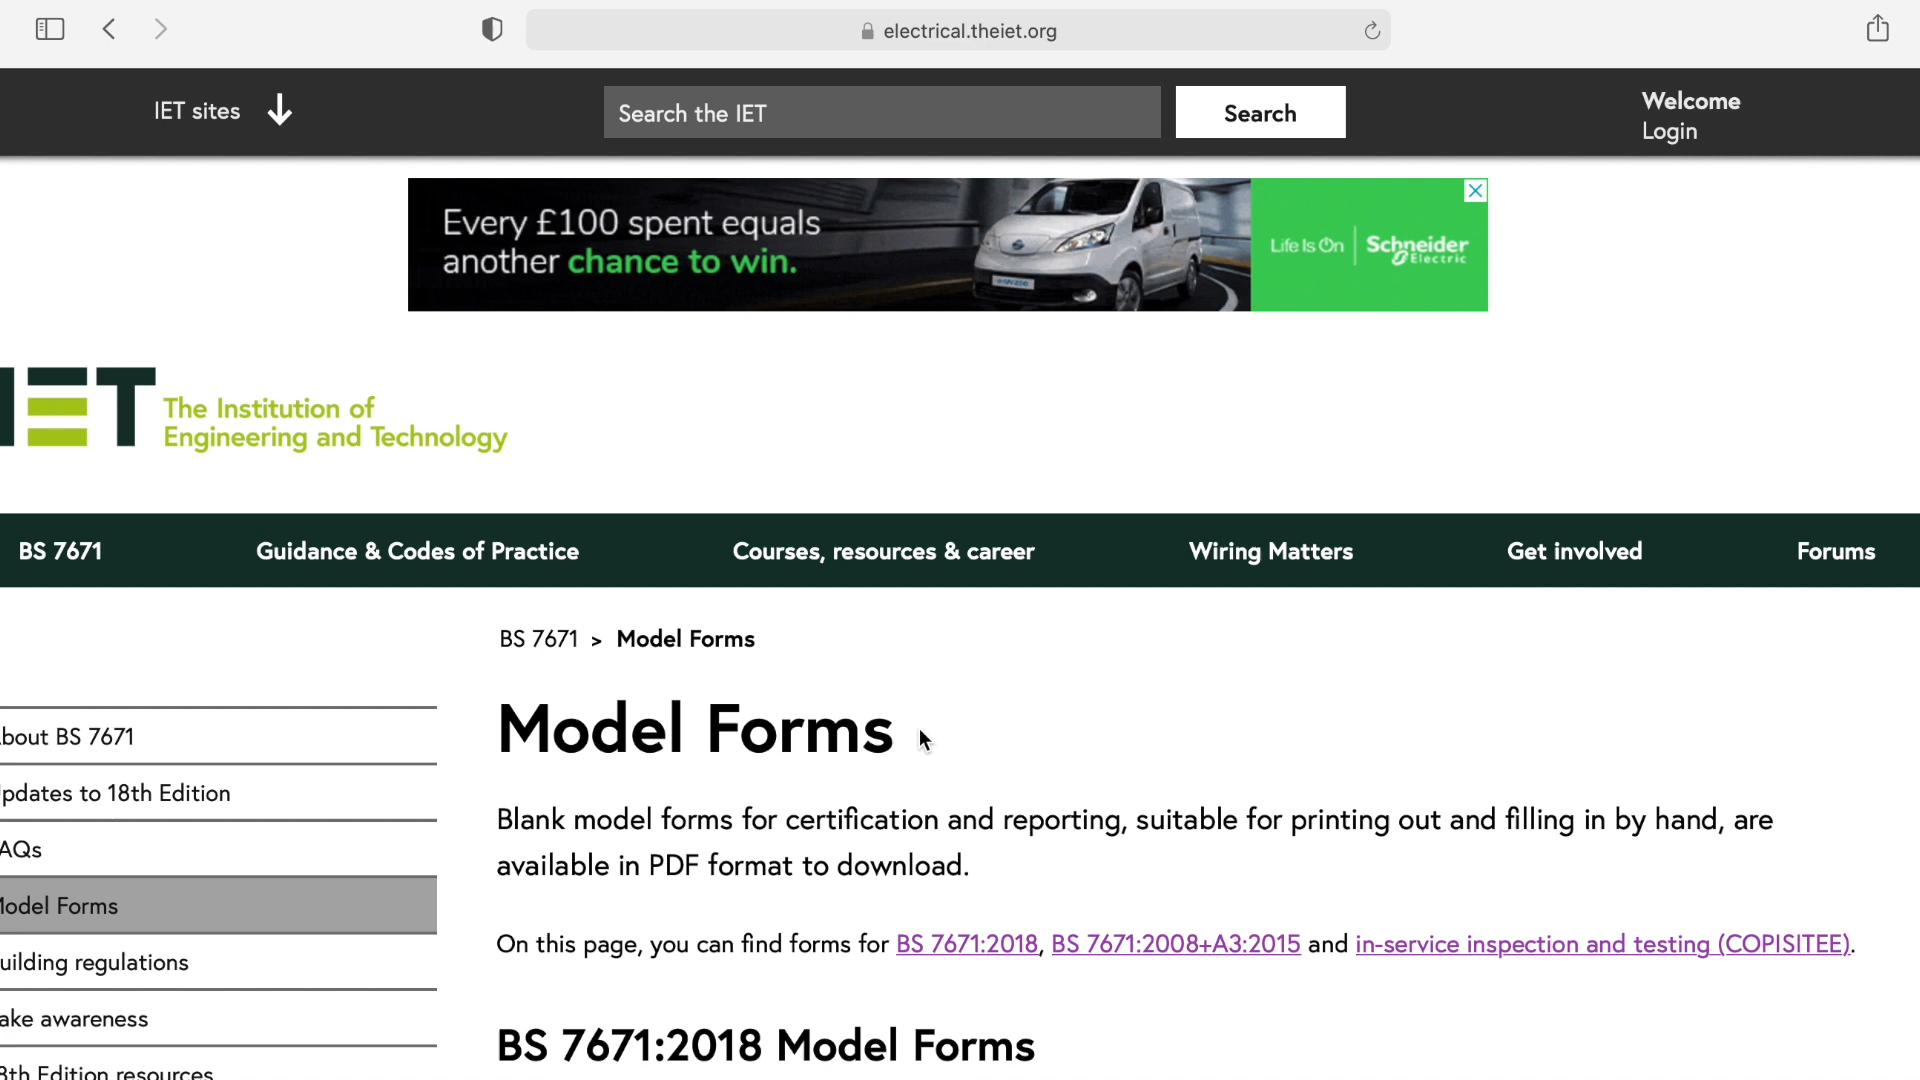 electrical.theiet.org
IET sites
Search the IET
Search
Welcome
Login
Every £100 spent equals
another chance to win.
Life Is On
Schneider
Electric
IET
The Institution of
Engineering and Technology
BS 7671
Guidance & Codes of Practice
Courses, resources & career
Wiring Matters
Get involved
Forums
BS 7671 > Model Forms
Model Forms
Blank model forms for certification and reporting, suitable for printing out and filling in by hand, are
available in PDF format to download.
On this page, you can find forms for BS 7671:2018, BS 7671:2008+A3:2015 and in-service inspection and testing (COPISITEE).
BS 7671:2018 Model Forms
bout BS 7671
pdates to 18th Edition
AQs
odel Forms
uilding regulations
ake awareness
8th Edition resources